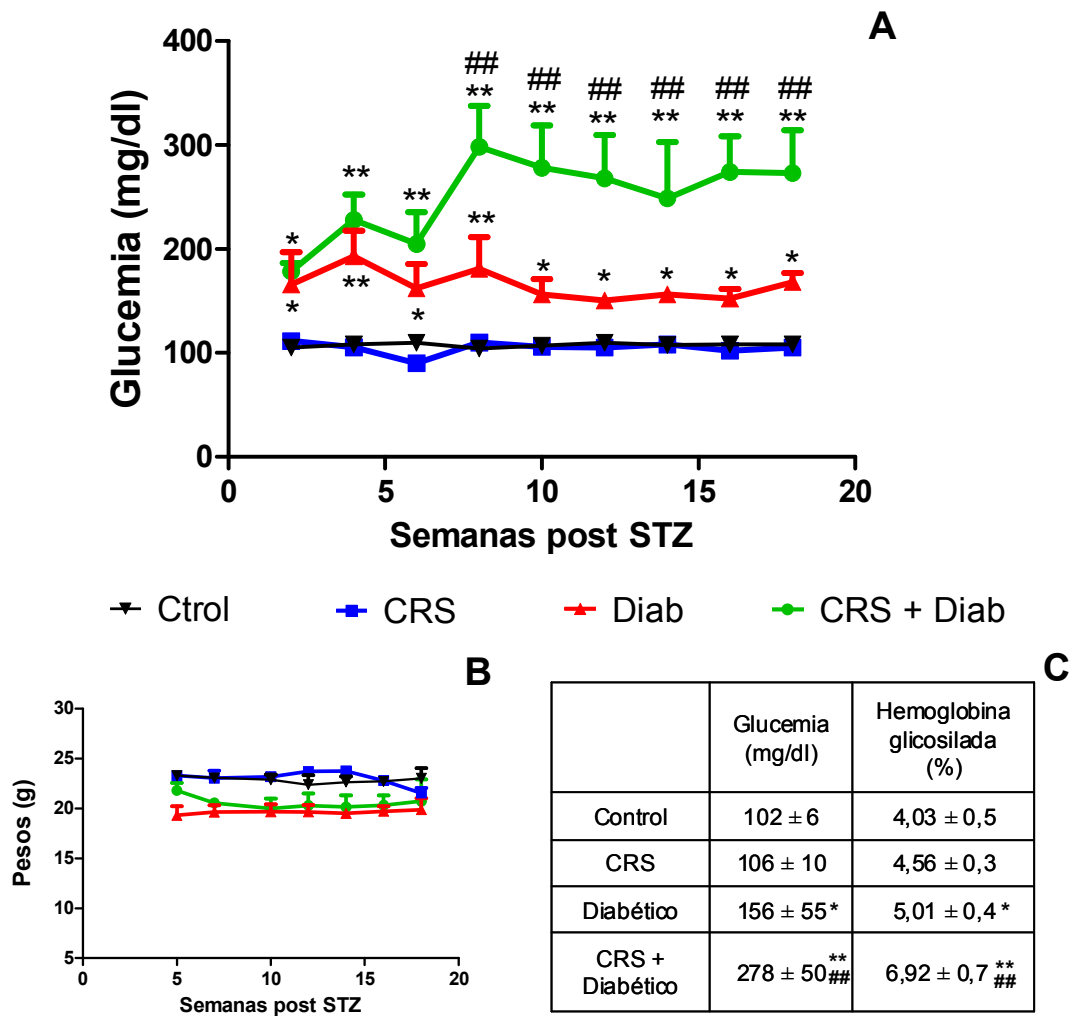 A
Glucemia (mg/dl)
400
300
200
100
0
## ## ## ## ## ##
** ** ** ** ** **
* ** **
** * * * * *
* ** *
0 5 10 15 20
Semanas post STZ
Ctrol CRS Diab CRS + Diab
B
Pesos (g)
30
25
20
15
10
5
0 5 10 15 20
Semanas post STZ
C
Glucemia (mg/dl)
Hemoglobina glicosilada (%)
Control 102 ± 6 4,03 ± 0,5
CRS 106 ± 10 4,56 ± 0,3
Diabético 156 ± 55 * 5,01 ± 0,4 *
CRS + Diabético 278 ± 50 ** ## 6,92 ± 0,7 ** ##